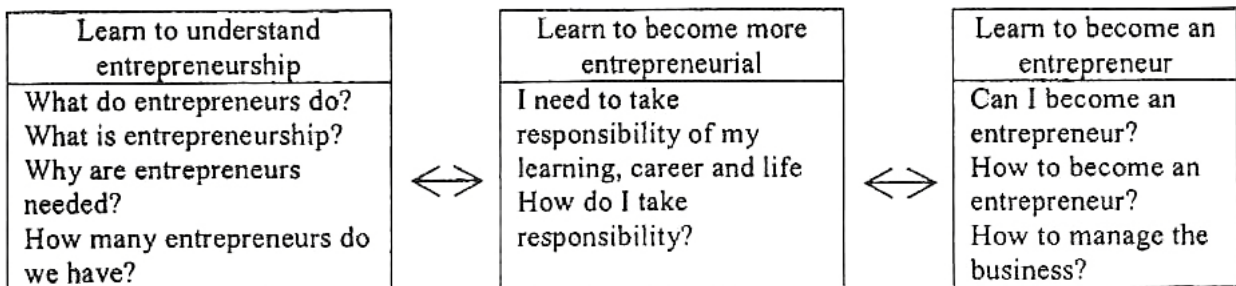 Learn to understand
entrepreneurship
What do entrepreneurs do?
What is entrepreneurship?
Why are entrepreneurs
needed?
How many entrepreneurs do
we have?
Learn to become more
entrepreneurial
I need to take
responsibility of my
learning, career and life
How do I take
responsibility?
Learn to become an
entrepreneur
Can I become an
entrepreneur?
How to become an
entrepreneur?
How to manage the
business?